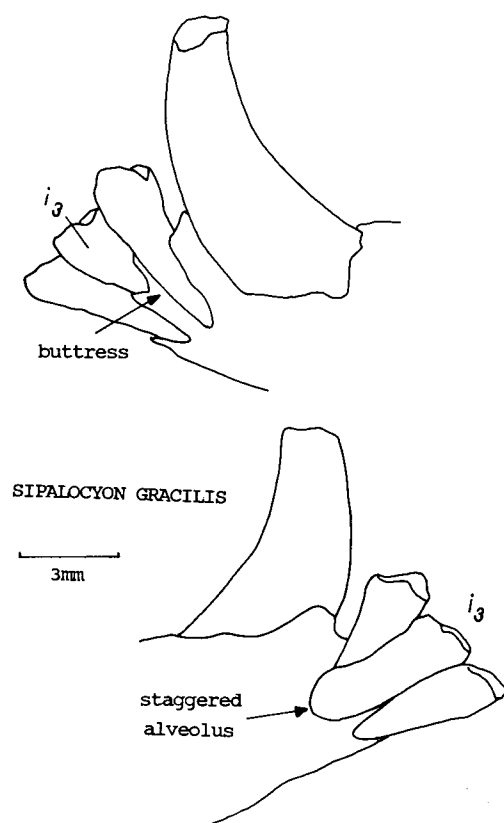 i3
buttress
SIPALOCYON GRACILIS
3mm
i3
staggered
alveolus